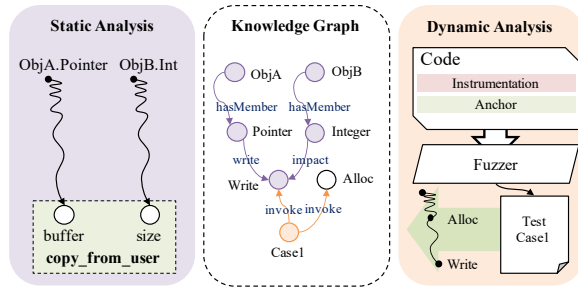 Static Analysis
ObjA.Pointer ObjB.Int
buffer size
copy_from_user
Knowledge Graph
ObjA ObjB
hasMember hasMember
Pointer Integer
write impact
Write Alloc
invoke invoke
Case1
Dynamic Analysis
Code
Instrumentation
Anchor
Fuzzer
Alloc
Write
Test
Case1